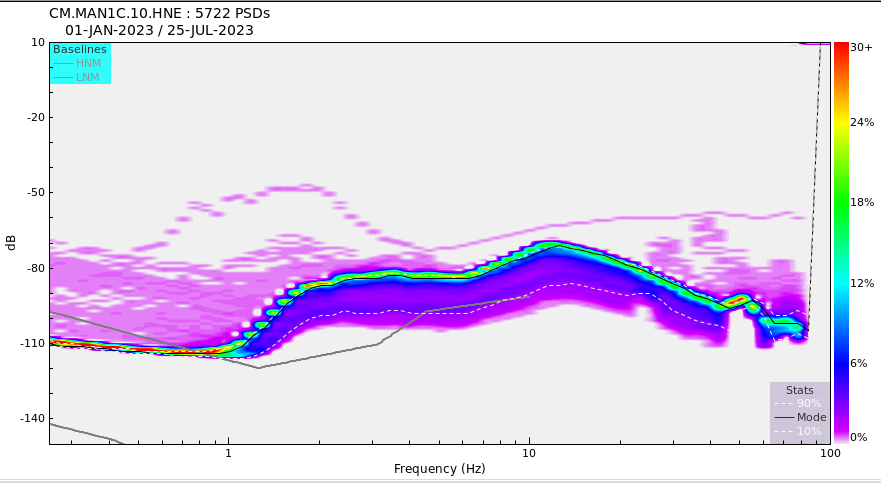 CM.MAN1C.10.HNE : 5722 PSDs
01-JAN-2023 / 25-JUL-2023
Baselines
HNM
LNM
10
-20
-50
-80
-110
-140
dB
1
10
100
Frequency (Hz)
Stats
90%
Mode
10%
30+
24%
18%
12%
6%
0%